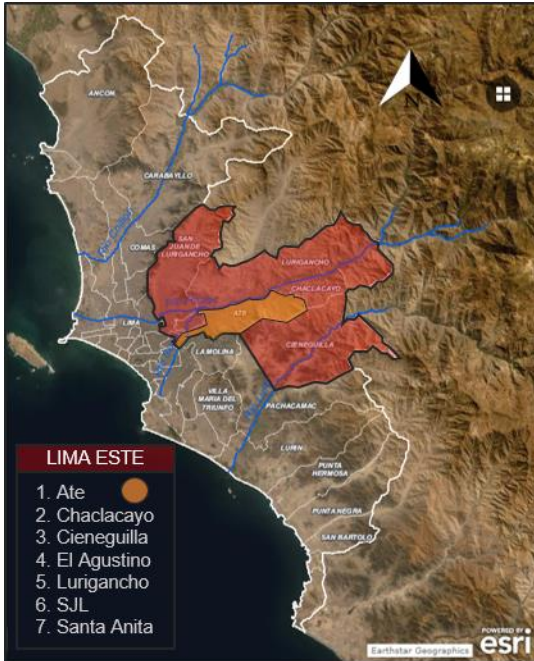 ANCON
N
CARABAYLLO
COMAS
SAN
JUAN DE
LURIGANCHO
LURIGANCHO
CHACLACAYO
LIMA
ATE
LA MOLINA
CIENEGUILLA
VILLA
MARIA DEL
TRIUNFO
PACHACAMAC
LURIN
PUNTA
HERMOSA
PUNTA NEGRA
SAN BARTOLO
LIMA ESTE
1. Ate
2. Chaclacayo
3. Cieneguilla
4. El Agustino
5. Lurigancho
6. SJL
7. Santa Anita
POWERED BY
esri
Earthstar Geographics